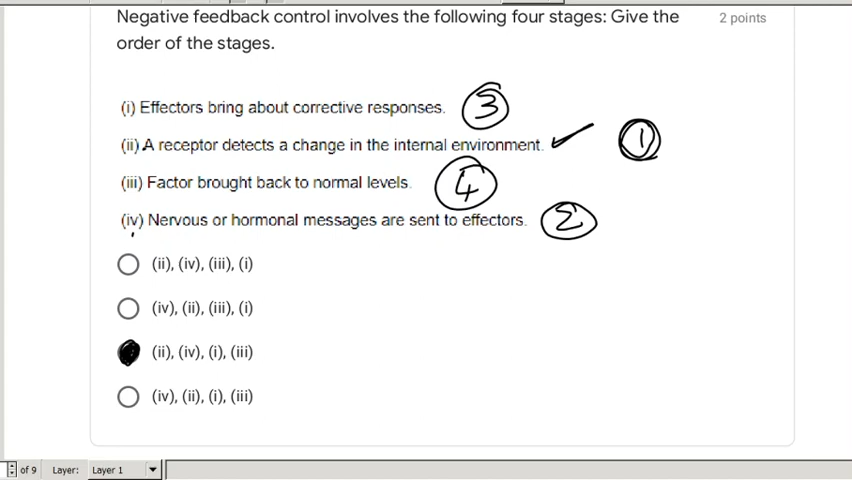 Negative feedback control involves the following four stages: Give the 2 points
order of the stages.
(i) Effectors bring about corrective responses. 3
(ii) A receptor detects a change in the internal environment. 1
(iii) Factor brought back to normal levels. 4
(iv) Nervous or hormonal messages are sent to effectors. 2
(ii), (iv), (iii), (i)
(iv), (ii), (iii), (i)
(ii), (iv), (i), (iii)
(iv), (ii), (i), (iii)
of 9 Layer: Layer 1